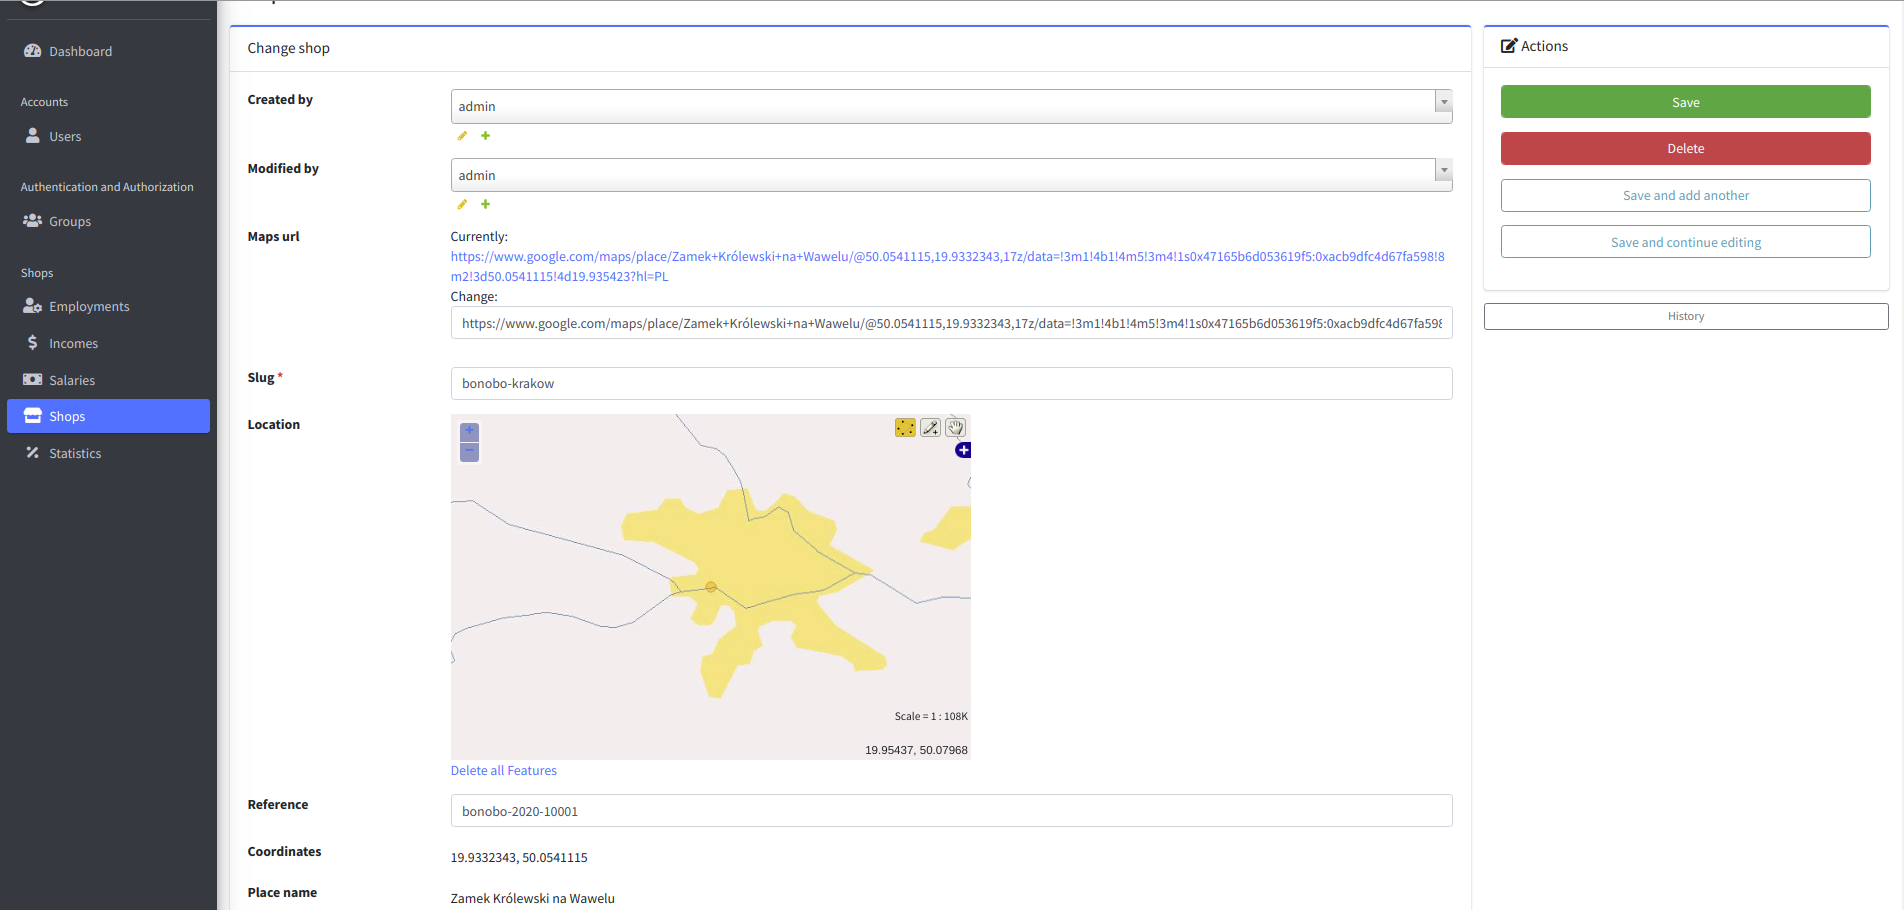 Dashboard
Accounts
Users
Authentication and Authorization
Groups
Shops
Employments
Incomes
Salaries
Shops
Statistics
Change shop
Created by
admin
Modified by
admin
Maps url
Currently:
https://www.google.com/maps/place/Zamek+Królewski+na+Wawelu/@50.0541115,19.9332343,17z/data=!3m1!4b1!4m5!3m4!1s0x47165b6d053619f5:0xacb9dfc4d67fa598!8
m2!3d50.0541115!4d19.935423?hl=PL
Change:
https://www.google.com/maps/place/Zamek+Królewski+na+Wawelu/@50.0541115,19.9332343,17z/data=!3m1!4b1!4m5!3m4!1s0x47165b6d053619f5:0xacb9dfc4d67fa598
Slug *
bonobo-krakow
Location
Scale = 1 : 108K
19.95437, 50.07968
Delete all Features
Reference
bonobo-2020-10001
Coordinates
19.9332343, 50.0541115
Place name
Zamek Królewski na Wawelu
Actions
Save
Delete
Save and add another
Save and continue editing
History